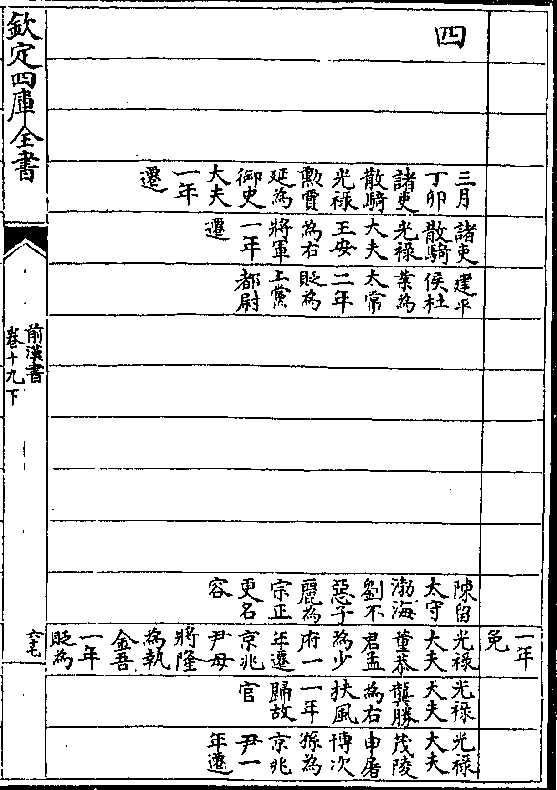 一年
免
四
三月
丁卯
諸吏
散騎
光祿
勲賈
延為
御史
大夫
一年
遷
諸吏
散騎
光祿
大夫
王安
為右
將軍
一年
遷
建平
侯杜
業為
太常
二年
貶為
上黨
都尉
陳留
太守
渤海
劉不
惡子
麗為
宗正
更名
容
光祿
大夫
董恭
君孟
為少
府一
年遷
京兆
尹毋
將隆
為執
金吾
一年
貶為
光祿
大夫
龔勝
為右
扶風
一年
歸故
官
光祿
大夫
茂陵
申屠
博次
孫為
京兆
尹一
年遷
欽定四庫全書
前漢書
卷十九下